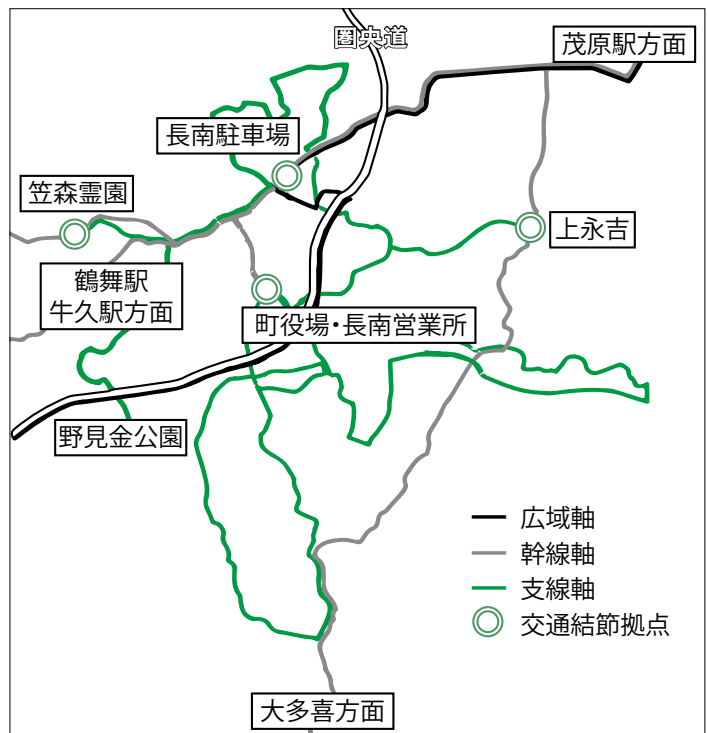 圏央道
茂原駅方面
長南駐車場
笠森霊園
上永吉
鶴舞駅
牛久駅方面
町役場・長南営業所
野見金公園
広域軸
幹線軸
支線軸
交通結節拠点
大多喜方面